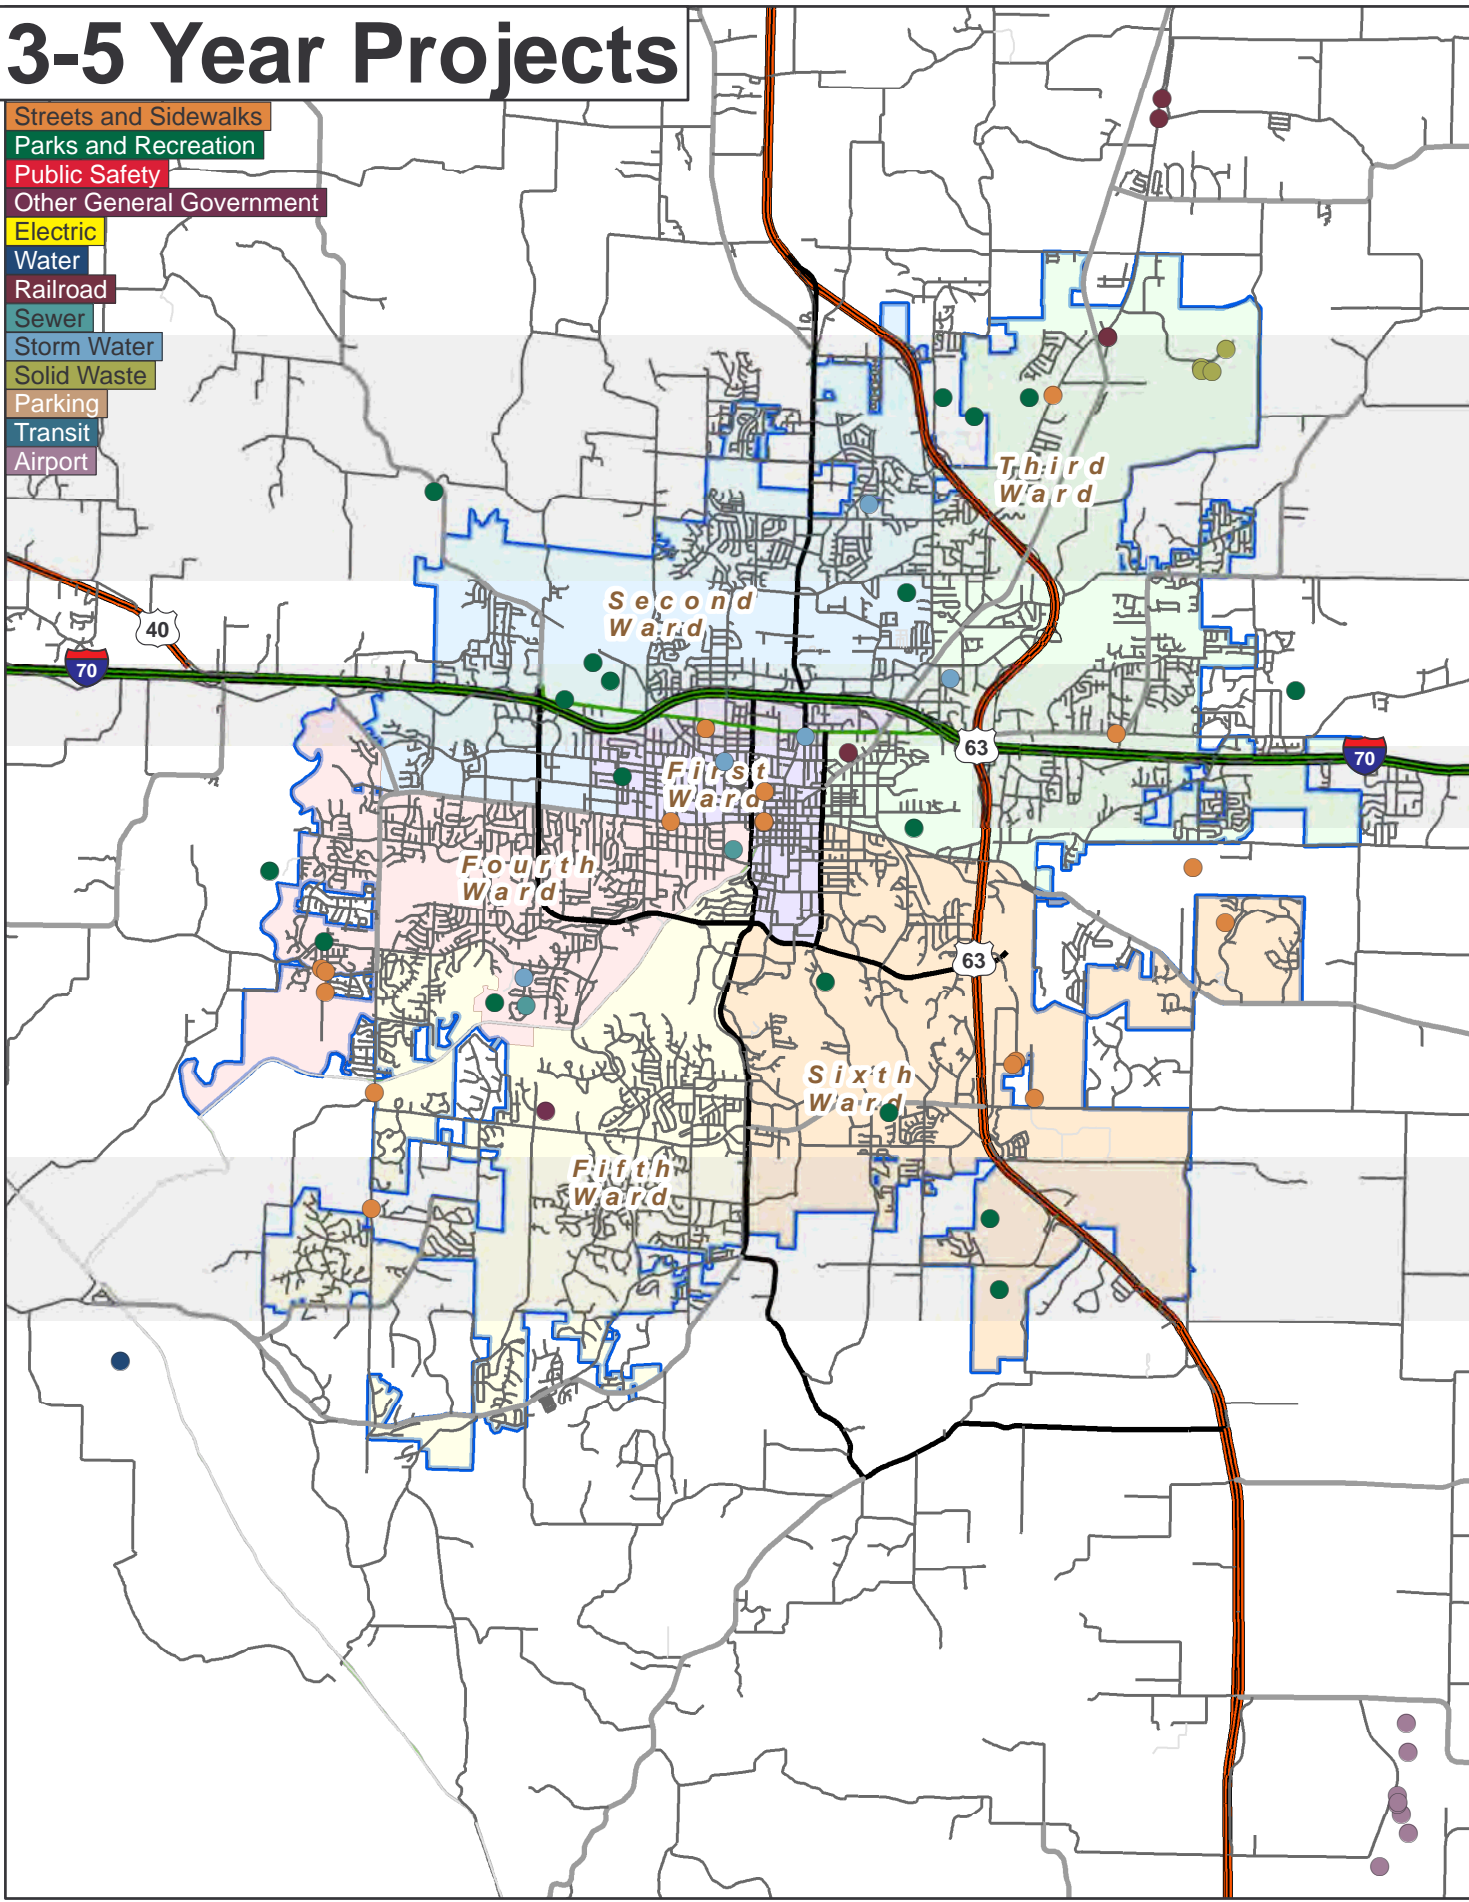 3-5 Year Projects
Streets and Sidewalks
Parks and Recreation
Public Safety
Other General Government
Electric
Water
Railroad
Sewer
Storm Water
Solid Waste
Parking
Transit
Airport
Third
Ward
Second
Ward
40
70
63
70
First
Ward
Fourth
Ward
63
Sixth
Ward
Fifth
Ward